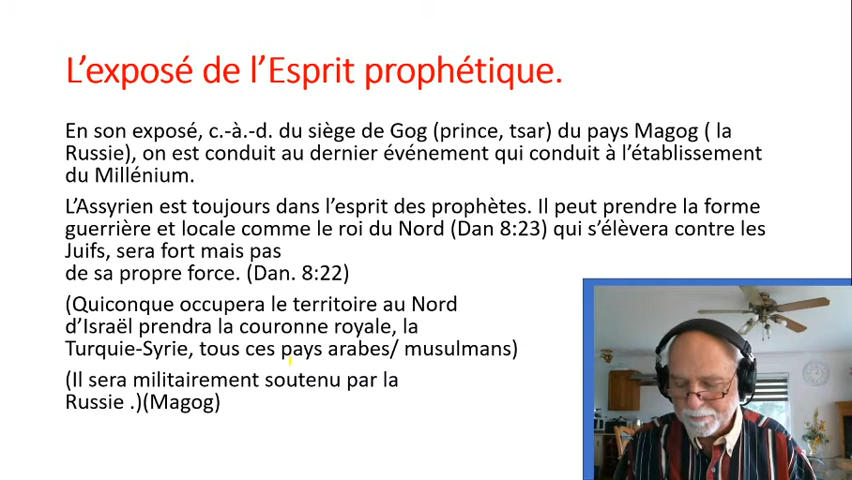 L'exposé de l'Esprit prophétique.
En son exposé, c.-à.-d. du siège de Gog (prince, tsar) du pays Magog ( la
Russie), on est conduit au dernier événement qui conduit à l'établissement
du Millénium.
L'Assyrien est toujours dans l'esprit des prophètes. Il peut prendre la forme
guerrière et locale comme le roi du Nord (Dan 8:23) qui s'élèvera contre les
Juifs, sera fort mais pas
de sa propre force. (Dan. 8:22)
(Quiconque occupera le territoire au Nord
d'Israël prendra la couronne royale, la
Turquie-Syrie, tous ces pays arabes/ musulmans)
(Il sera militairement soutenu par la
Russie .)(Magog)